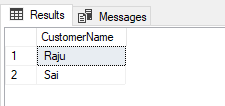 Results Messages
CustomerName
1 Raju
2 Sai